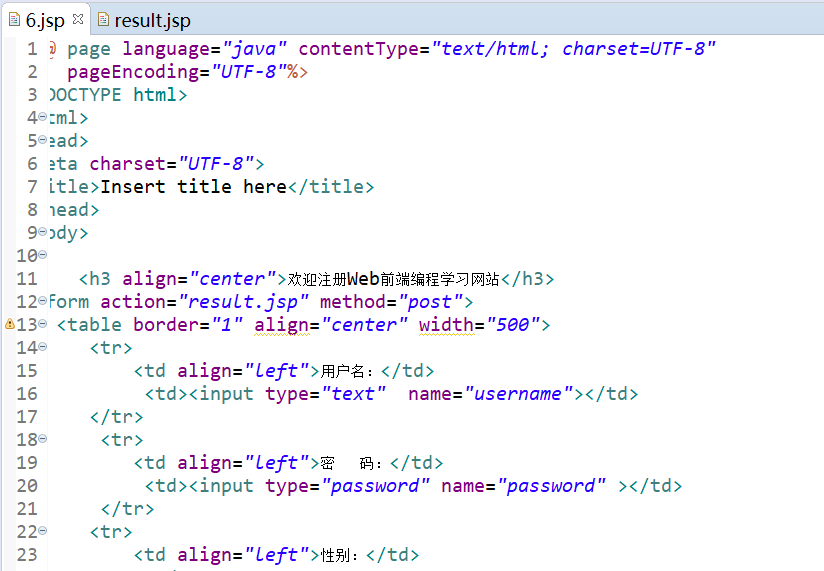 6.jsp result.jsp
1 @ page language="java" contentType="text/html; charset=UTF-8"
2 pageEncoding="UTF-8"%>
3 DOCTYPE html>
4 tml>
5 ead>
6 eta charset="UTF-8">
7 itle>Insert title here</title>
8 head>
9 ody>
10
11 <h3 align="center">欢迎注册Web前端编程学习网站</h3>
12 form action="result.jsp" method="post">
13 <table border="1" align="center" width="500">
14 <tr>
15 <td align="left">用户名：</td>
16 <td><input type="text"  name="username"></td>
17 </tr>
18 <tr>
19 <td align="left">密　码：</td>
20 <td><input type="password" name="password" ></td>
21 </tr>
22 <tr>
23 <td align="left">性别：</td>